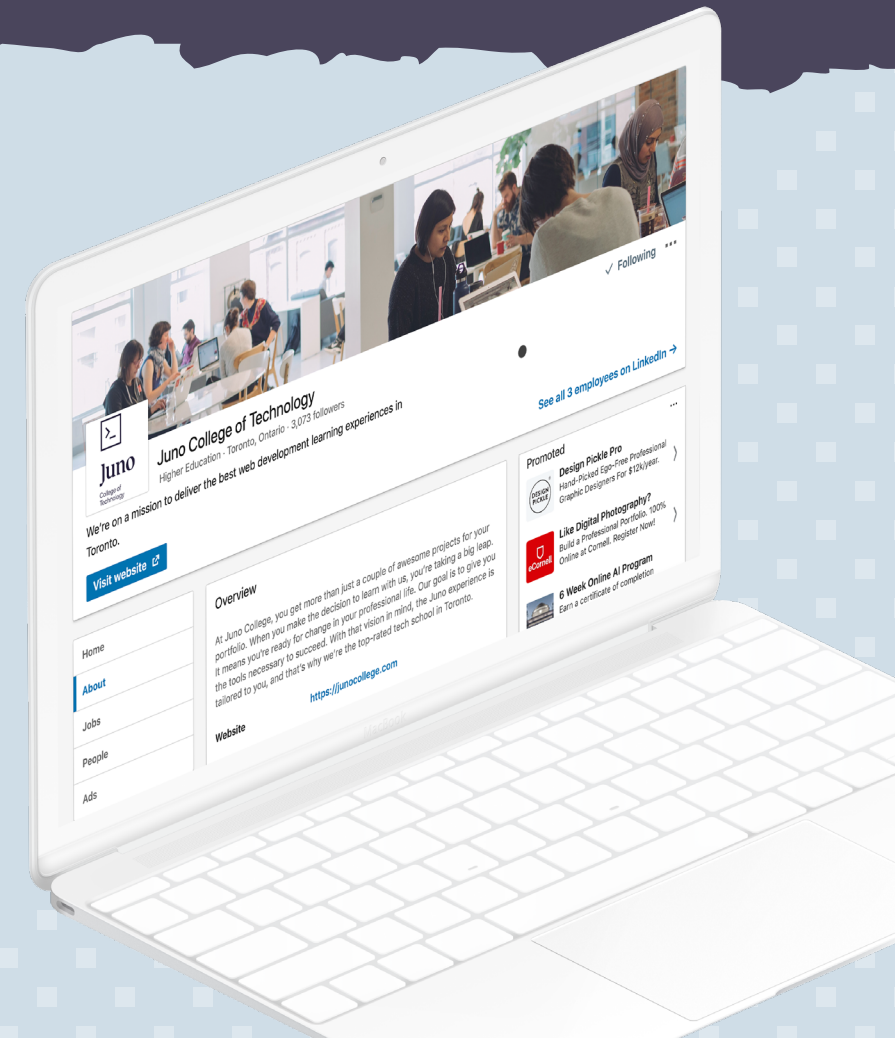 ✓ Following •••
>_
Juno
College of
Technology
Juno College of Technology
Higher Education · Toronto, Ontario · 3,073 followers
We're on a mission to deliver the best web development learning experiences in
Toronto.
Visit website
See all 3 employees on LinkedIn →
Home
About
Jobs
People
Ads
Overview
At Juno College, you get more than just a couple of awesome projects for your
portfolio. When you make the decision to learn with us, you're taking a big leap.
It means you're ready for change in your professional life. Our goal is to give you
the tools necessary to succeed. With that vision in mind, the Juno experience is
tailored to you, and that's why we're the top-rated tech school in Toronto.
https://junocollege.com
Website
Promoted •••
DESIGN
PICKLE
Design Pickle Pro
Hand-Picked Ego-Free Professional
Graphic Designers For $12k/year.
eCornell
Like Digital Photography?
Build a Professional Portfolio. 100%
Online at Cornell. Register Now!
6 Week Online AI Program
Earn a certificate of completion